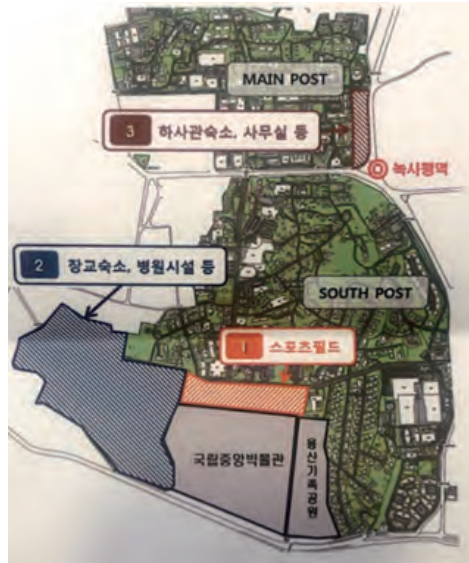 MAIN POST
3 하사관숙소, 사무실 등
녹사평역
2 장교숙소, 병원시설 등
SOUTH POST
1 스포츠필드
국립중앙박물관
용산가족공원